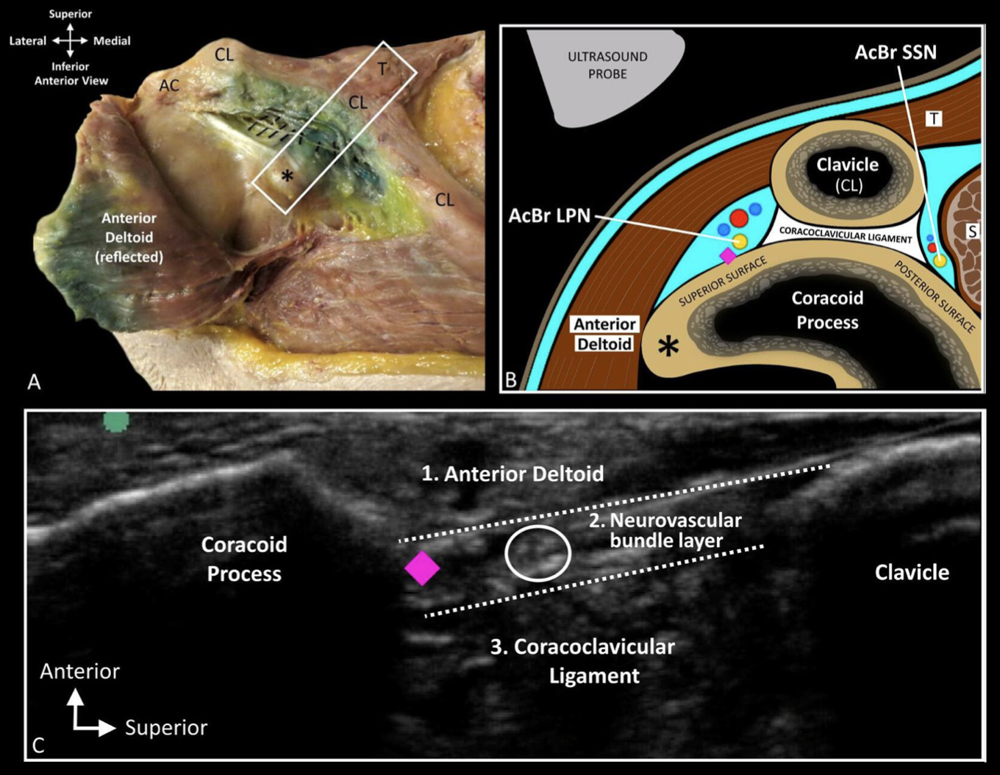 Superior
Lateral
Medial
Inferior
Anterior View
CL
AC
T
CL
*
CL
Anterior
Deltoid
(reflected)
A
ULTRASOUND
PROBE
AcBr SSN
T
Clavicle
(CL)
AcBr LPN
CORACOCLAVICULAR LIGAMENT
S
SUPERIOR SURFACE
POSTERIOR SURFACE
Coracoid
Process
Anterior
Deltoid
*
B
1. Anterior Deltoid
2. Neurovascular
bundle layer
Coracoid
Process
Clavicle
3. Coracoclavicular
Ligament
Anterior
Superior
C